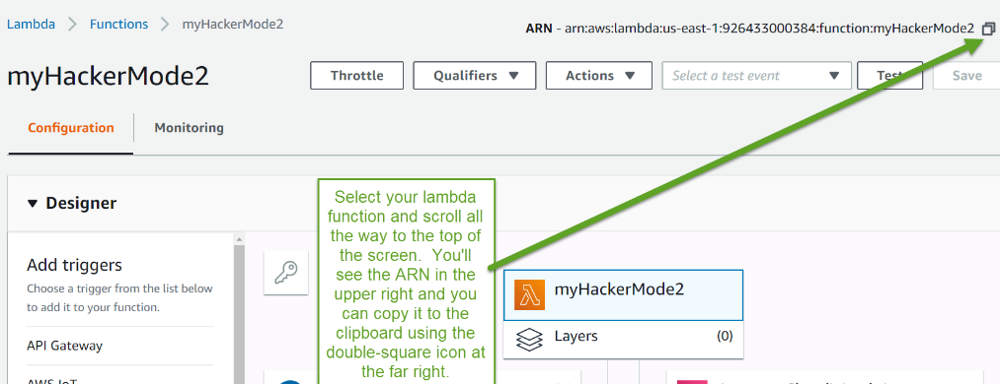 Lambda > Functions > myHackerMode2
ARN - arn:aws:lambda:us-east-1:926433000384:function:myHackerMode2
myHackerMode2
Throttle
Qualifiers
Actions
Select a test event
Test
Save
Configuration
Monitoring
Designer
Add triggers
Choose a trigger from the list below
to add it to your function.
API Gateway
AWS IoT
Select your lambda
function and scroll all
the way to the top of
the screen. You'll
see the ARN in the
upper right and you
can copy it to the
clipboard using the
double-square icon at
the far right.
myHackerMode2
Layers
(0)